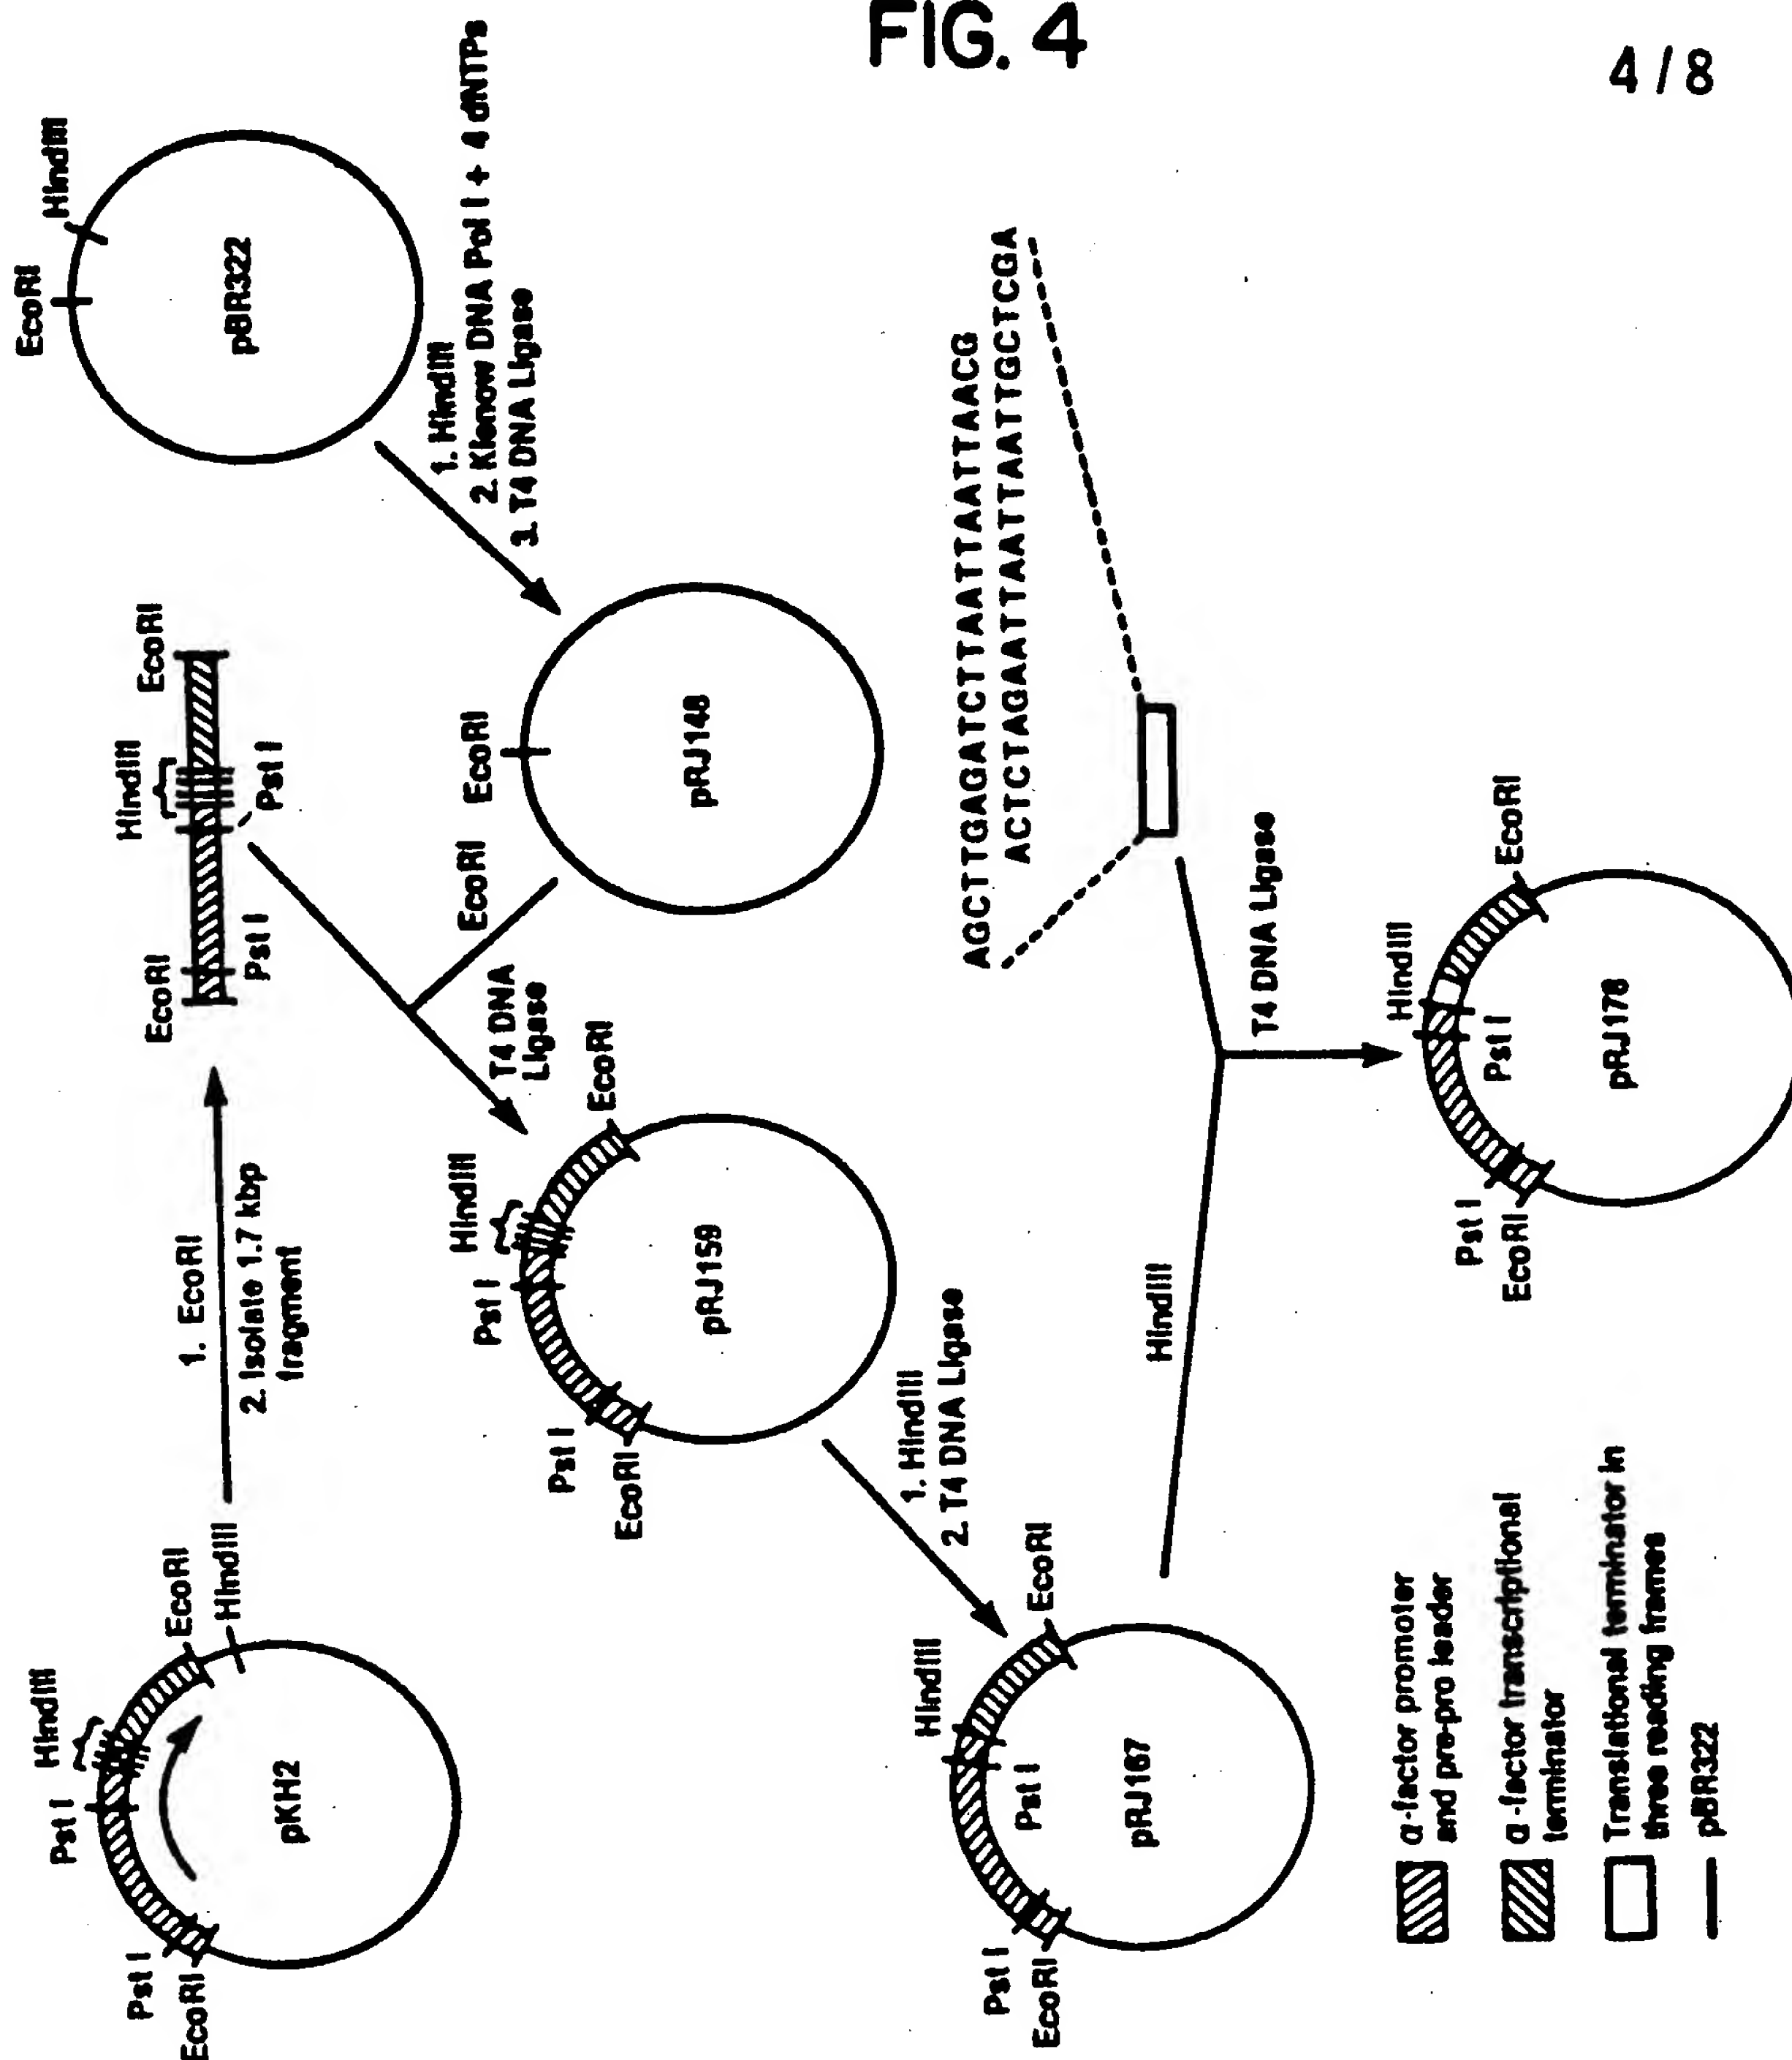 FIG. 4
4/8
HindIII
Pst I
EcoRI
HindIII
Pst I
EcoRI
pKH2
1. EcoRI
2. Isolate 1.7 kbp
fragment
EcoRI
HindIII
EcoRI
Pst I
Pst I
EcoRI
HindIII
pBR322
1. HindIII
2. Klenow DNA Pol I + 4 dNTPs
3. T4 DNA Ligase
EcoRI
pRJ148
EcoRI
T4 DNA
Ligase
HindIII
Pst I
EcoRI
Pst I
EcoRI
pRJ159
1. HindIII
2. T4 DNA Ligase
HindIII
EcoRI
Pst I
Pst I
EcoRI
pRJ167
HindIII
AGCTTGAGATCTTAATTAATTAACG
ACTCTAGAATTAATTAATTGCTCGA
T4 DNA Ligase
HindIII
EcoRI
Pst I
Pst I
EcoRI
pRJ178
α-factor promoter
and pre-pro leader
α-factor transcriptional
terminator
Translational terminator in
three reading frames
pBR322